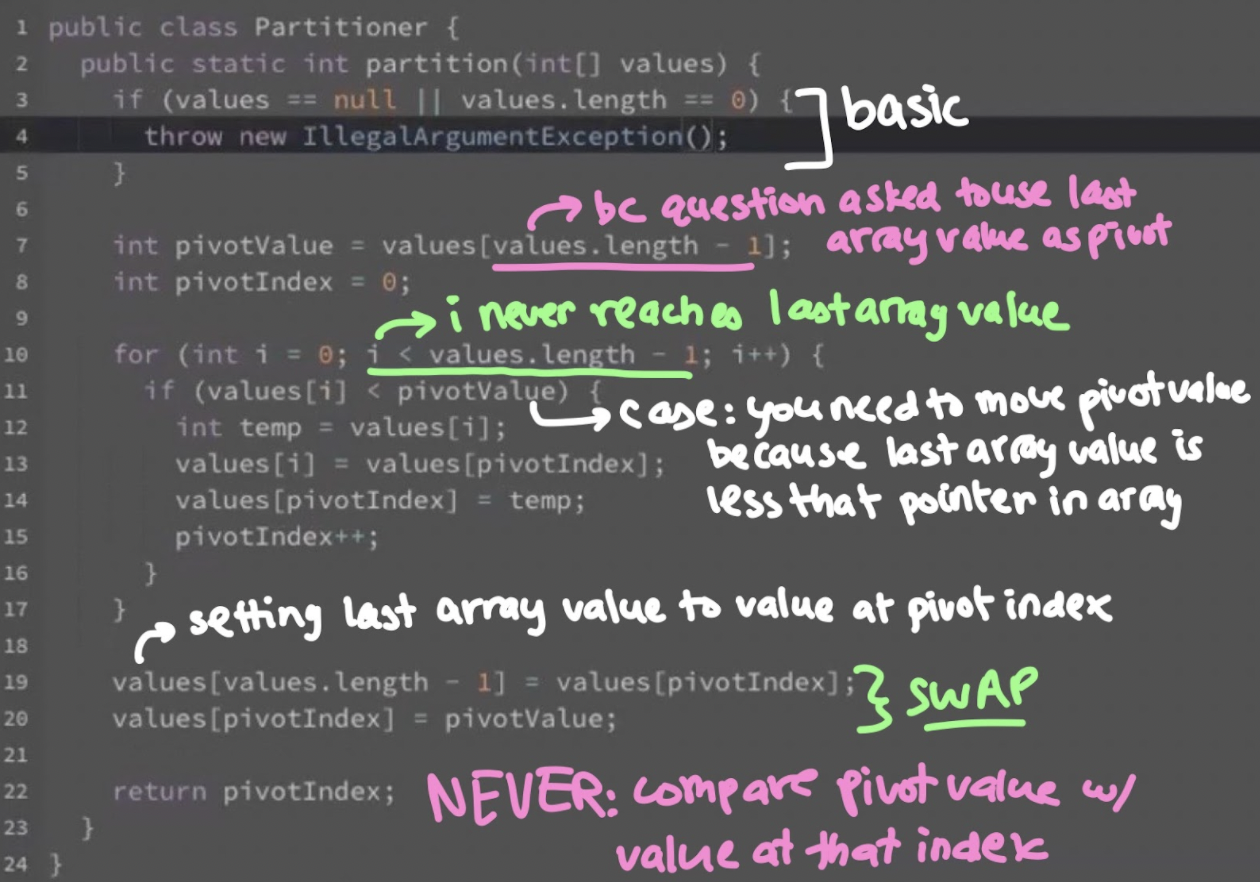 1 public class Partitioner {
2 public static int partition(int[] values) {
3 if (values == null || values.length == 0) {
basic
4 throw new IllegalArgumentException();
5 }
6
bc question asked to use last
array value as pivot
7 int pivotValue = values[values.length - 1];
8 int pivotIndex = 0;
9
i never reaches last array value
10 for (int i = 0; i < values.length - 1; i++) {
11 if (values[i] < pivotValue) {
case: you need to move pivot value
because last array value is
less that pointer in aray
12 int temp = values[i];
13 values[i] = values[pivotIndex];
14 values[pivotIndex] = temp;
15 pivotIndex++;
16 }
17 }
setting last array value to value at pivot index
18
19 values[values.length - 1] = values[pivotIndex];
20 values[pivotIndex] = pivotValue;
SWAP
21
22 return pivotIndex;
NEVER: compare pivot value w/
value at that index
23 }
24 }